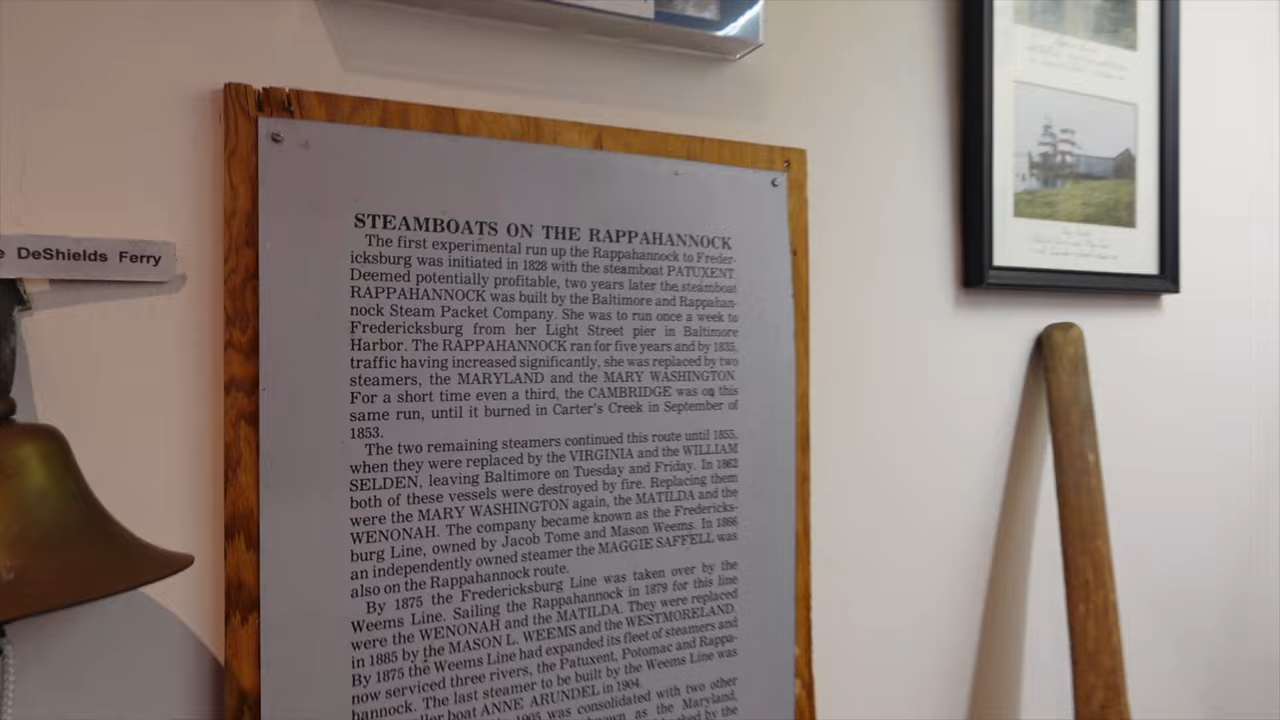 DeShields Ferry
STEAMBOATS ON THE RAPPAHANNOCK
The first experimental run up the Rappahannock to Freder-
icksburg was initiated in 1828 with the steamboat PATUXENT.
Deemed potentially profitable, two years later the steamboat
RAPPAHANNOCK was built by the Baltimore and Rappahan-
nock Steam Packet Company. She was to run once a week to
Fredericksburg from her Light Street pier in Baltimore
Harbor. The RAPPAHANNOCK ran for five years and by 1835,
traffic having increased significantly, she was replaced by two
steamers, the MARYLAND and the MARY WASHINGTON.
For a short time even a third, the CAMBRIDGE was on this
same run, until it burned in Carter's Creek in September of
1853.
The two remaining steamers continued this route until 1855,
when they were replaced by the VIRGINIA and the WILLIAM
SELDEN, leaving Baltimore on Tuesday and Friday. In 1862
both of these vessels were destroyed by fire. Replacing them
were the MARY WASHINGTON again, the MATILDA and the
WENONAH. The company became known as the Fredericks-
burg Line, owned by Jacob Tome and Mason Weems. In 1866
an independently owned steamer the MAGGIE SAFFELL was
also on the Rappahannock route.
By 1875 the Fredericksburg Line was taken over by the
Weems Line. Sailing the Rappahannock in 1879 for this line
were the WENONAH and the MATILDA. They were replaced
in 1885 by the MASON L. WEEMS and the WESTMORELAND.
By 1875 the Weems Line had expanded its fleet of steamers and
now serviced three rivers, the Patuxent, Potomac and Rappa-
hannock. The last steamer to be built by the Weems Line was
boat ANNE ARUNDEL in 1904.
1905 was consolidated with two other
as the Maryland,
by the